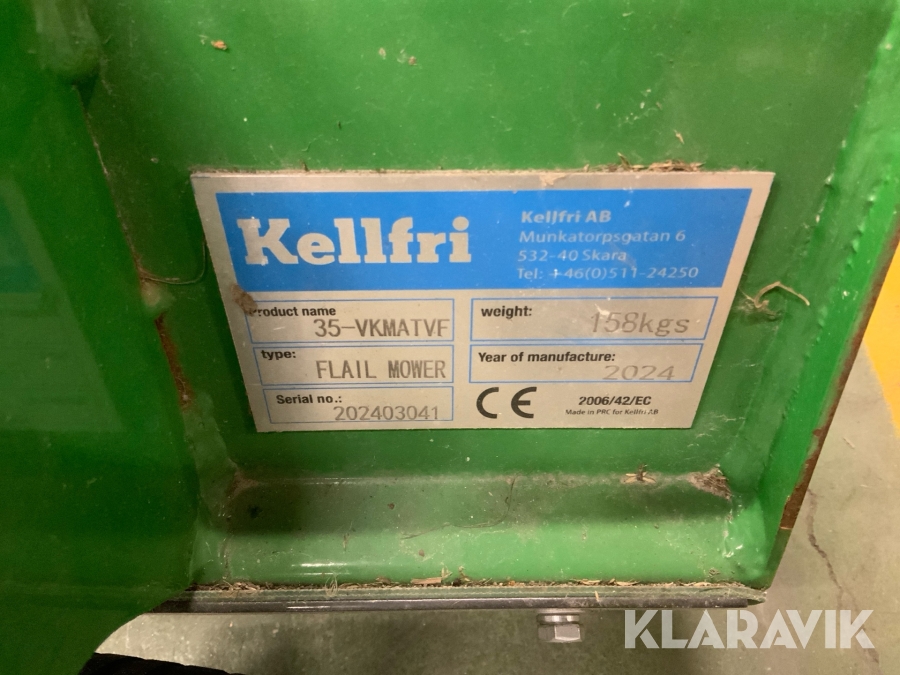 Kellfri
Kellfri AB
Munkatorpsgatan 6
532-40 Skara
Tel: +46(0)511-24250
Product name
35-VKMATVF
type:
FLAIL MOWER
Serial no.:
202403041
weight:
158kgs
Year of manufacture:
2024
CE
2006/42/EC
Made in PRC for Kellfri AB
KLARAVIK